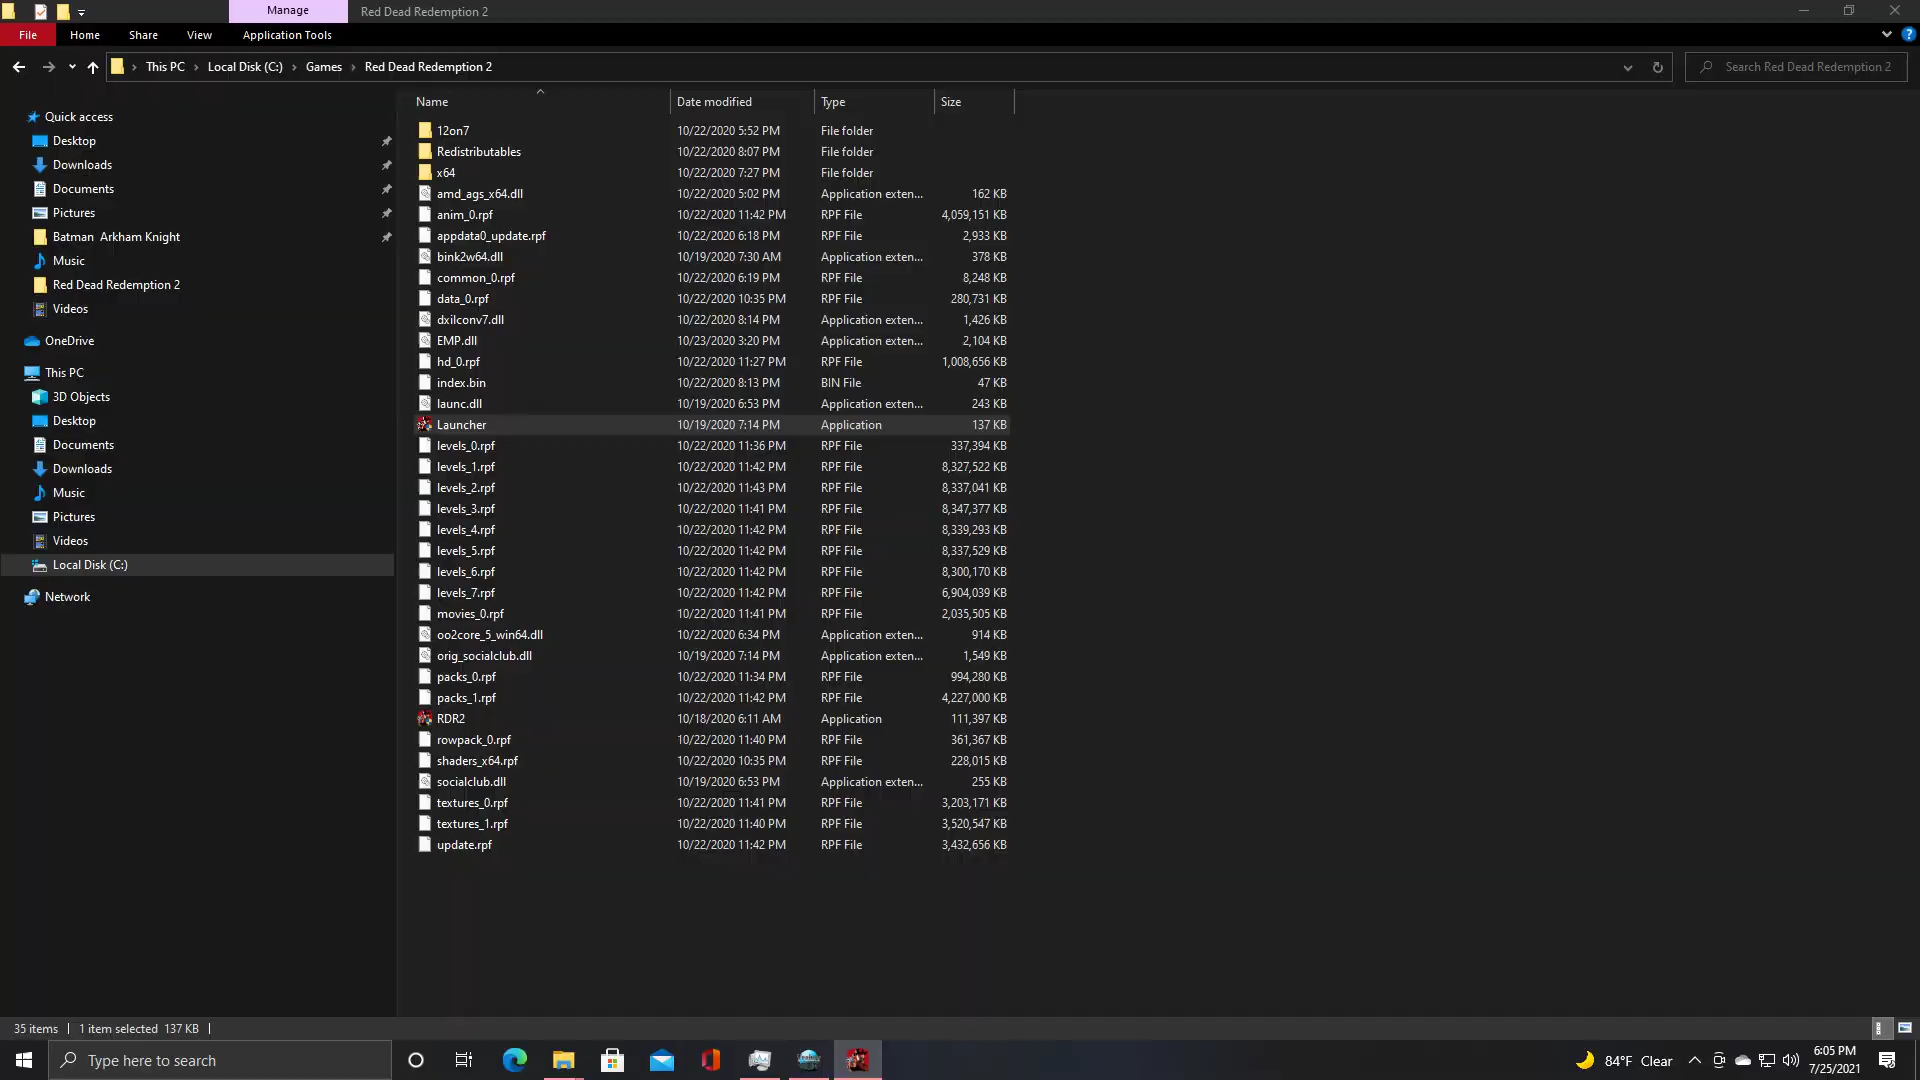 Manage
Red Dead Redemption 2
File Home Share View Application Tools
This PC > Local Disk (C:) > Games > Red Dead Redemption 2
Search Red Dead Redemption 2
Name Date modified Type Size
Quick access
Desktop
Downloads
Documents
Pictures
Batman Arkham Knight
Music
Red Dead Redemption 2
Videos
OneDrive
This PC
3D Objects
Desktop
Documents
Downloads
Music
Pictures
Videos
Local Disk (C:)
Network
12on7 10/22/2020 5:52 PM File folder
Redistributables 10/22/2020 8:07 PM File folder
x64 10/22/2020 7:27 PM File folder
amd_ags_x64.dll 10/22/2020 5:02 PM Application exten... 162 KB
anim_0.rpf 10/22/2020 11:42 PM RPF File 4,059,151 KB
appdata0_update.rpf 10/22/2020 6:18 PM RPF File 2,933 KB
bink2w64.dll 10/19/2020 7:30 AM Application exten... 378 KB
common_0.rpf 10/22/2020 6:19 PM RPF File 8,248 KB
data_0.rpf 10/22/2020 10:35 PM RPF File 280,731 KB
dxilconv7.dll 10/22/2020 8:14 PM Application exten... 1,426 KB
EMP.dll 10/23/2020 3:20 PM Application exten... 2,104 KB
hd_0.rpf 10/22/2020 11:27 PM RPF File 1,008,656 KB
index.bin 10/22/2020 8:13 PM BIN File 47 KB
launc.dll 10/19/2020 6:53 PM Application exten... 243 KB
Launcher 10/19/2020 7:14 PM Application 137 KB
levels_0.rpf 10/22/2020 11:36 PM RPF File 337,394 KB
levels_1.rpf 10/22/2020 11:42 PM RPF File 8,327,522 KB
levels_2.rpf 10/22/2020 11:43 PM RPF File 8,337,041 KB
levels_3.rpf 10/22/2020 11:41 PM RPF File 8,347,377 KB
levels_4.rpf 10/22/2020 11:42 PM RPF File 8,339,293 KB
levels_5.rpf 10/22/2020 11:42 PM RPF File 8,337,529 KB
levels_6.rpf 10/22/2020 11:42 PM RPF File 8,300,170 KB
levels_7.rpf 10/22/2020 11:42 PM RPF File 6,904,039 KB
movies_0.rpf 10/22/2020 11:41 PM RPF File 2,035,505 KB
oo2core_5_win64.dll 10/22/2020 6:34 PM Application exten... 914 KB
orig_socialclub.dll 10/19/2020 7:14 PM Application exten... 1,549 KB
packs_0.rpf 10/22/2020 11:34 PM RPF File 994,280 KB
packs_1.rpf 10/22/2020 11:42 PM RPF File 4,227,000 KB
RDR2 10/18/2020 6:11 AM Application 111,397 KB
rowpack_0.rpf 10/22/2020 11:40 PM RPF File 361,367 KB
shaders_x64.rpf 10/22/2020 10:35 PM RPF File 228,015 KB
socialclub.dll 10/19/2020 6:53 PM Application exten... 255 KB
textures_0.rpf 10/22/2020 11:41 PM RPF File 3,203,171 KB
textures_1.rpf 10/22/2020 11:40 PM RPF File 3,520,547 KB
update.rpf 10/22/2020 11:42 PM RPF File 3,432,656 KB
35 items 1 item selected 137 KB
Type here to search
84°F Clear
6:05 PM
7/25/2021